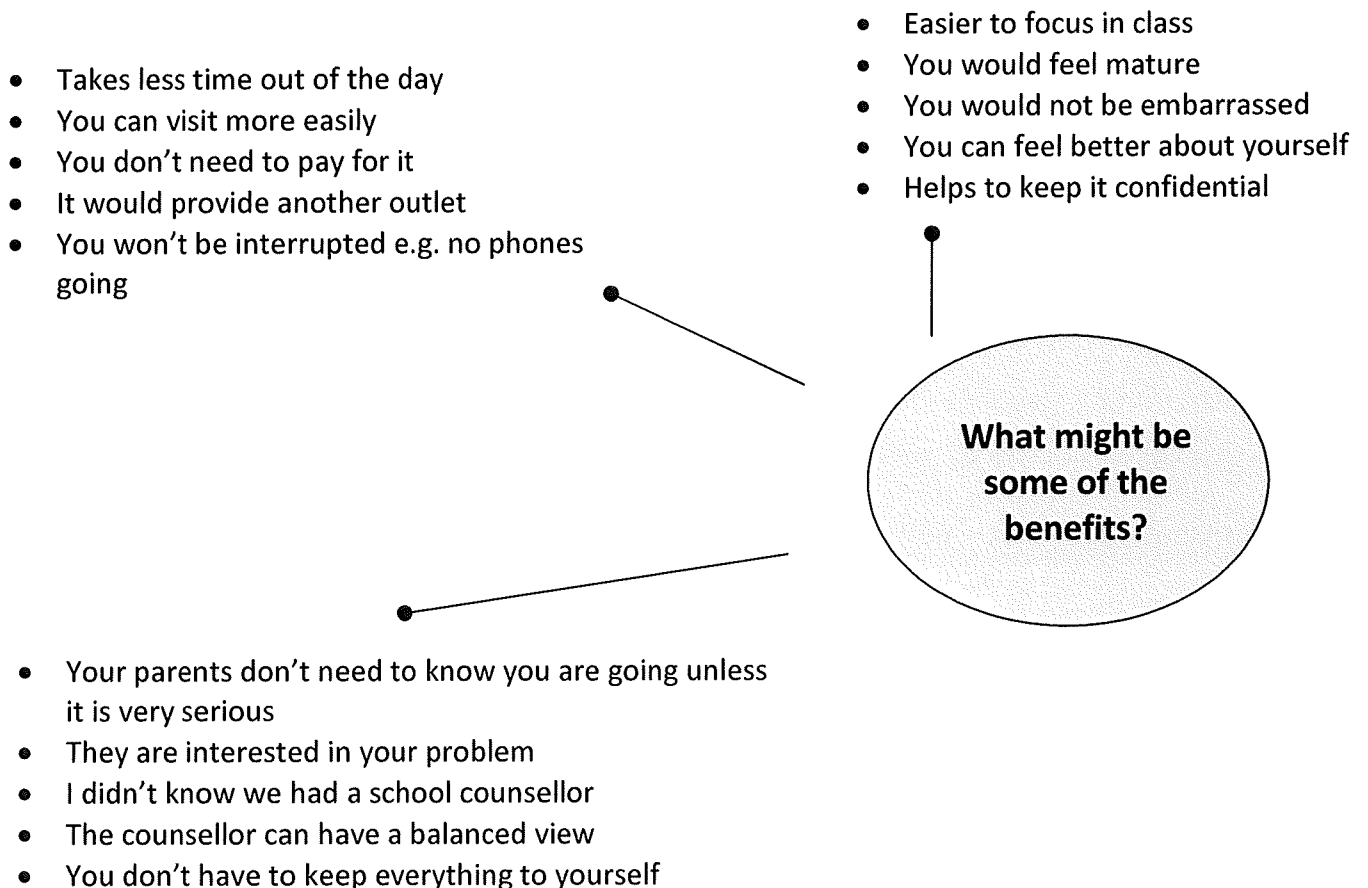 • Takes less time out of the day
• You can visit more easily
• You don't need to pay for it
• It would provide another outlet
• You won't be interrupted e.g. no phones
going
• Easier to focus in class
• You would feel mature
• You would not be embarrassed
• You can feel better about yourself
• Helps to keep it confidential
What might be
some of the
benefits?
• Your parents don't need to know you are going unless
it is very serious
• They are interested in your problem
• I didn't know we had a school counsellor
• The counsellor can have a balanced view
• You don't have to keep everything to yourself